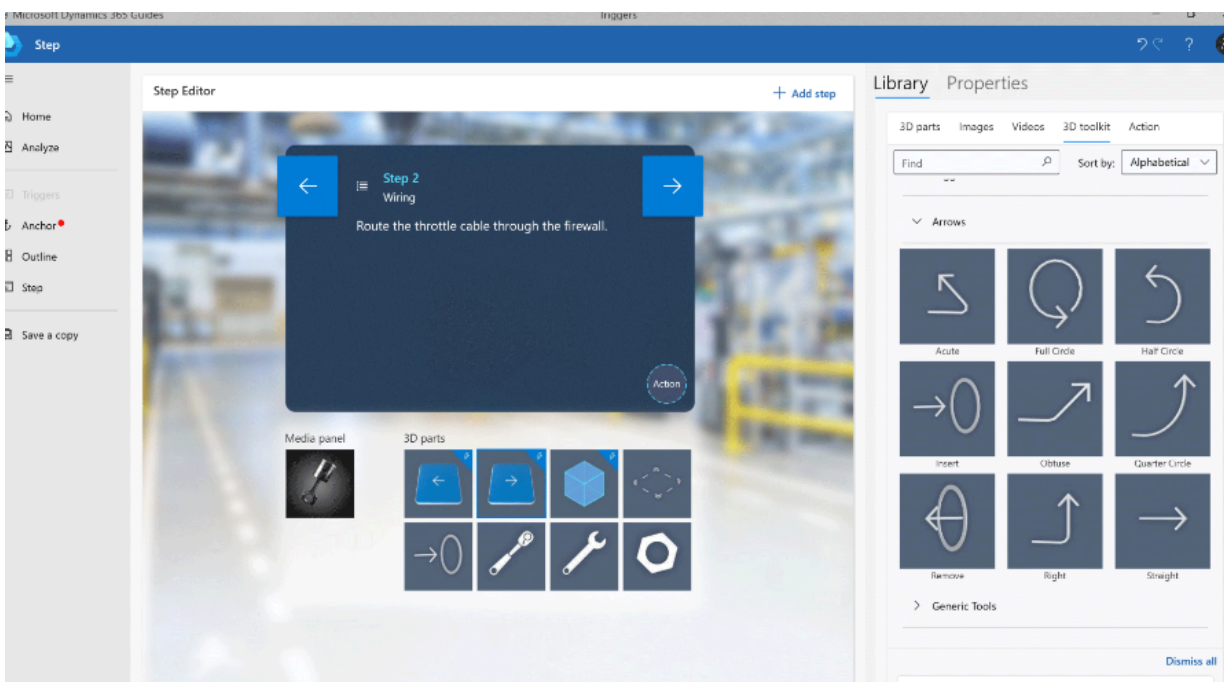 Microsoft Dynamics 365 Guides
Triggers
Step
Home
Analyze
Triggers
Anchor
Outline
Step
Save a copy
Step Editor
+ Add step
Step 2
Wiring
Route the throttle cable through the firewall.
Action
Media panel
3D parts
Library Properties
3D parts Images Videos 3D toolkit Action
Find
Sort by: Alphabetical
Arrows
Acute Full Circle Half Circle
Insert Obtuse Quarter Circle
Remove Right Straight
Generic Tools
Dismiss all